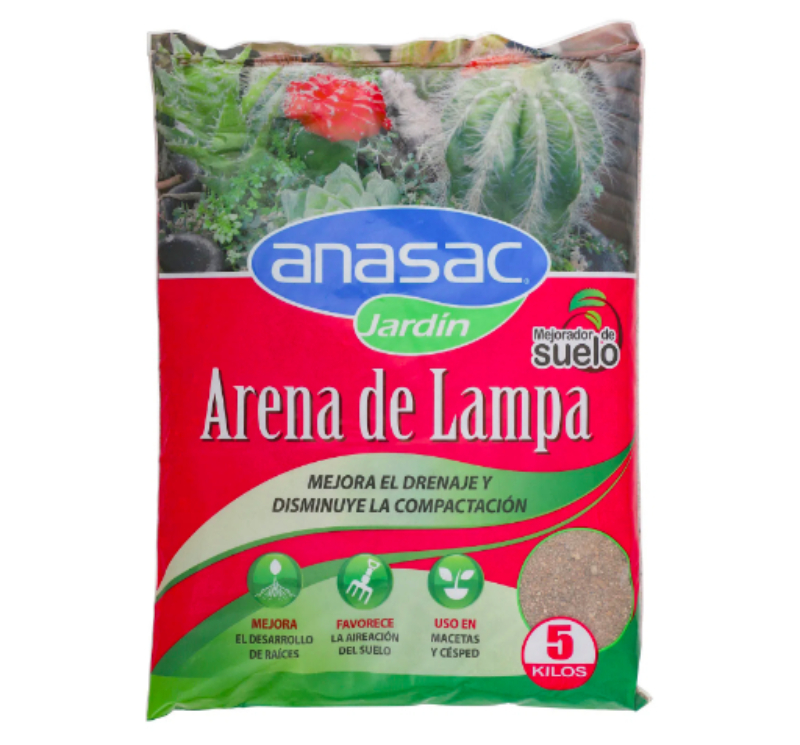 anasac
Jardín
Mejorador de
suelo
Arena de Lampa
MEJORA EL DRENAJE Y
DISMINUYE LA COMPACTACIÓN
MEJORA
EL DESARROLLO
DE RAÍCES
FAVORECE
LA AIREACIÓN
DEL SUELO
USO EN
MACETAS
Y CÉSPED
5
KILOS